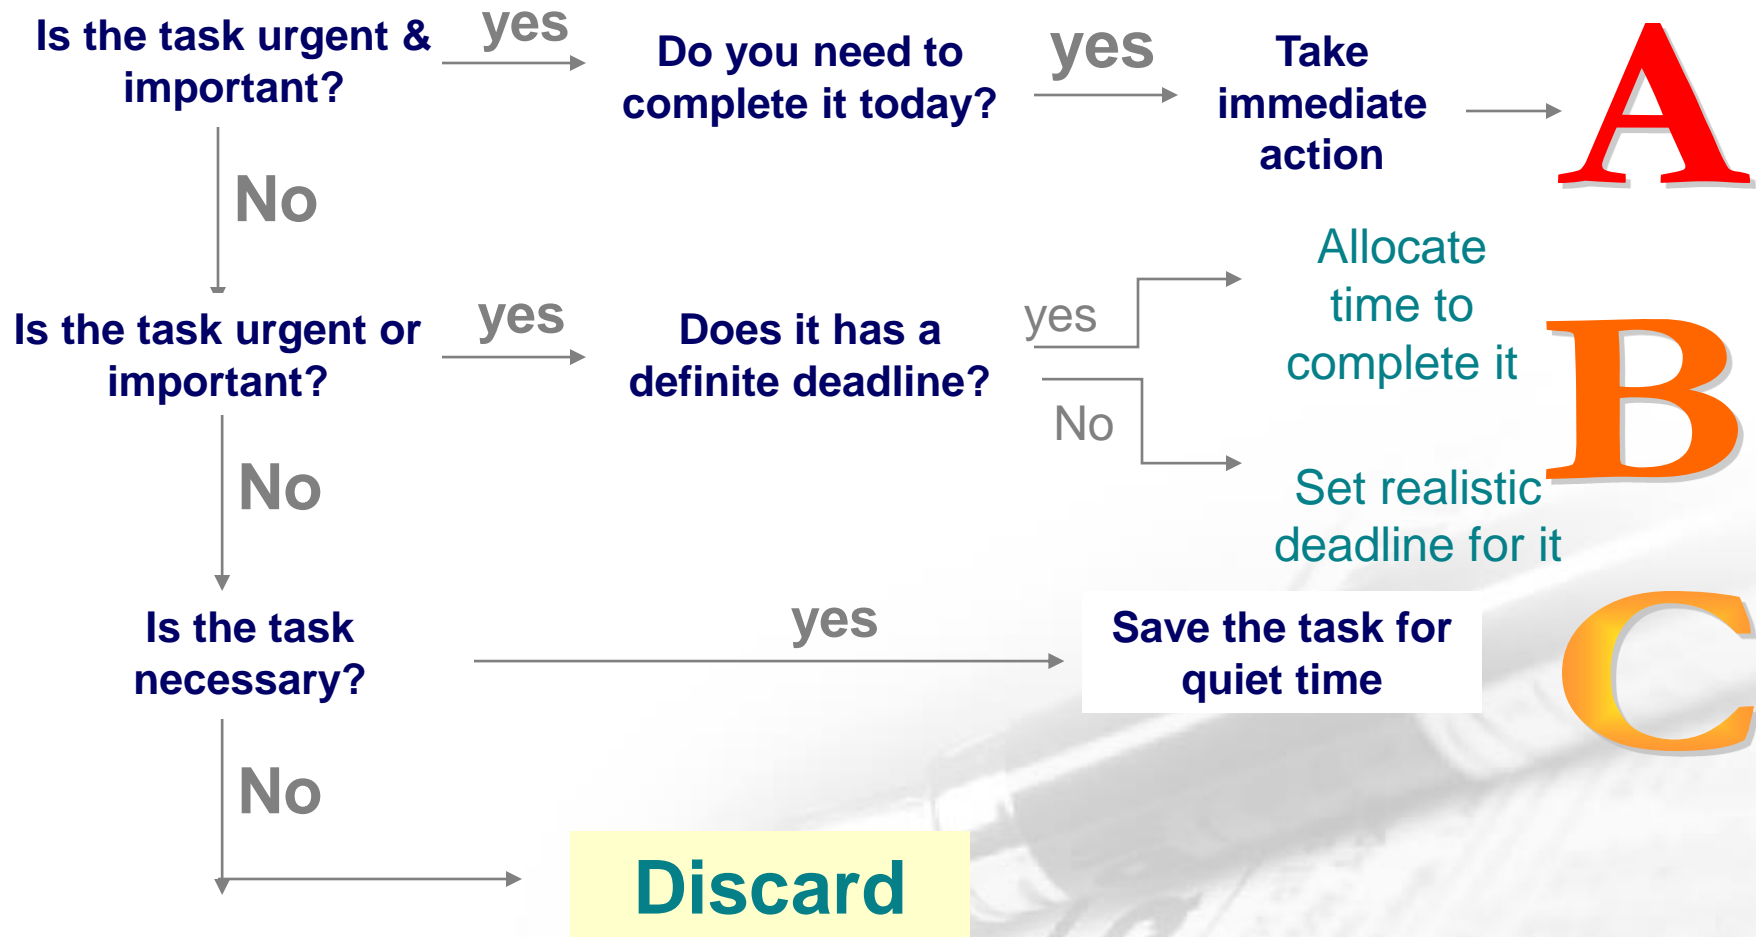 Is the task urgent &
important?
yes
Do you need to
complete it today?
yes
Take
immediate
action
A
No
Is the task urgent or
important?
yes
Does it has a
definite deadline?
yes
Allocate
time to
complete it
No
Set realistic
deadline for it
B
No
Is the task
necessary?
yes
Save the task for
quiet time
C
No
Discard